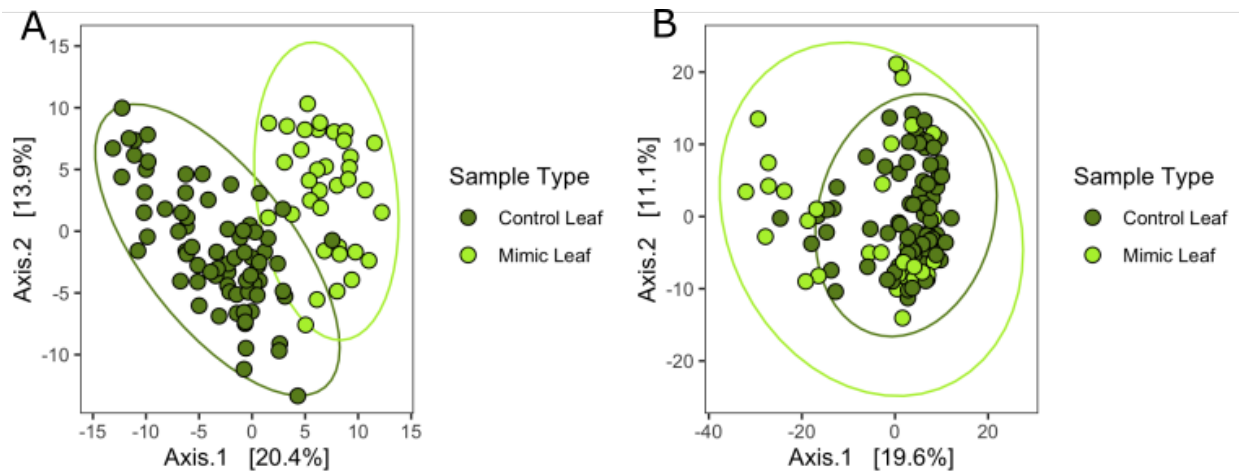 A
15
10
5
0
-5
-10
Axis.2 [13.9%]
-15 -10 -5 0 5 10 15
Axis.1 [20.4%]
Sample Type
Control Leaf
Mimic Leaf
B
20
10
0
-10
-20
Axis.2 [11.1%]
-40 -20 0 20
Axis.1 [19.6%]
Sample Type
Control Leaf
Mimic Leaf